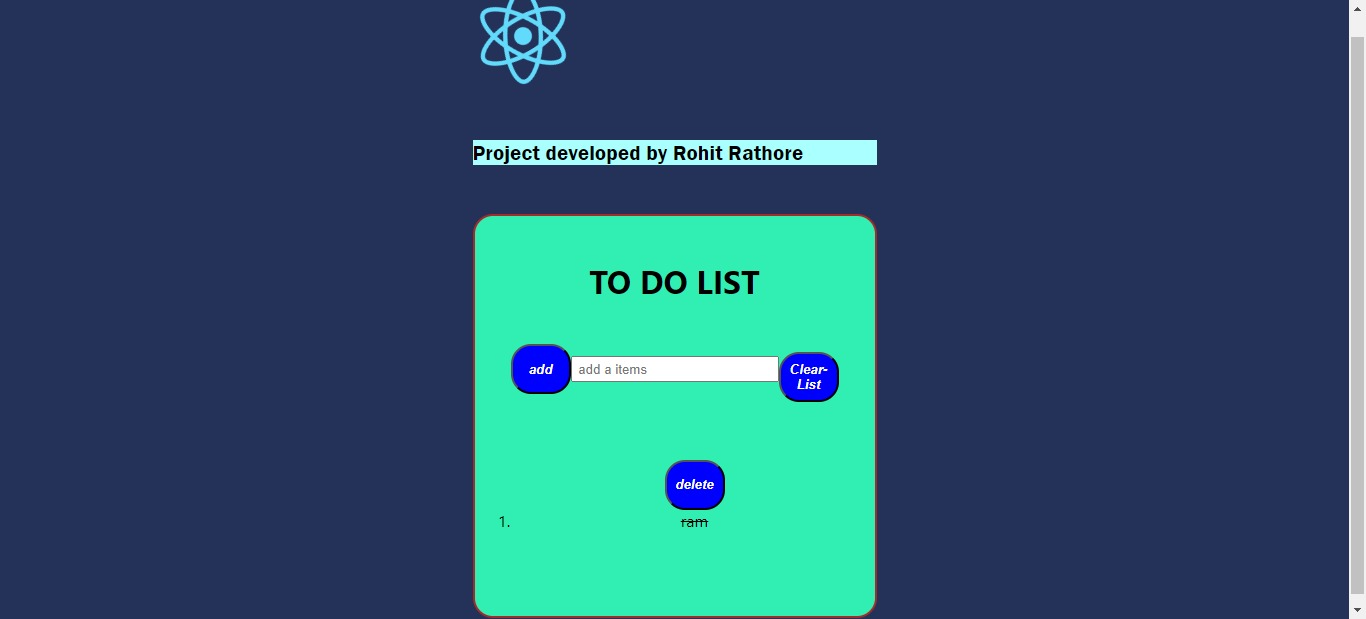 Project developed by Rohit Rathore
TO DO LIST
add
add a items
Clear-
List
delete
1.
ram